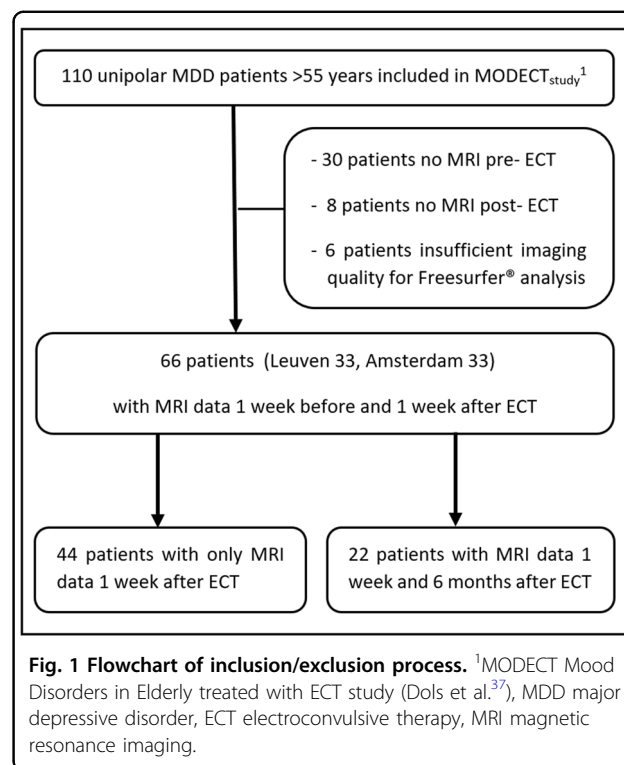 110 unipolar MDD patients >55 years included in MODECTstudy1
- 30 patients no MRI pre- ECT
- 8 patients no MRI post- ECT
- 6 patients insufficient imaging
quality for Freesurfer® analysis
66 patients (Leuven 33, Amsterdam 33)
with MRI data 1 week before and 1 week after ECT
44 patients with only MRI
data 1 week after ECT
22 patients with MRI data 1
week and 6 months after ECT
Fig. 1 Flowchart of inclusion/exclusion process. 1MODECT Mood
Disorders in Elderly treated with ECT study (Dols et al.37), MDD major
depressive disorder, ECT electroconvulsive therapy, MRI magnetic
resonance imaging.